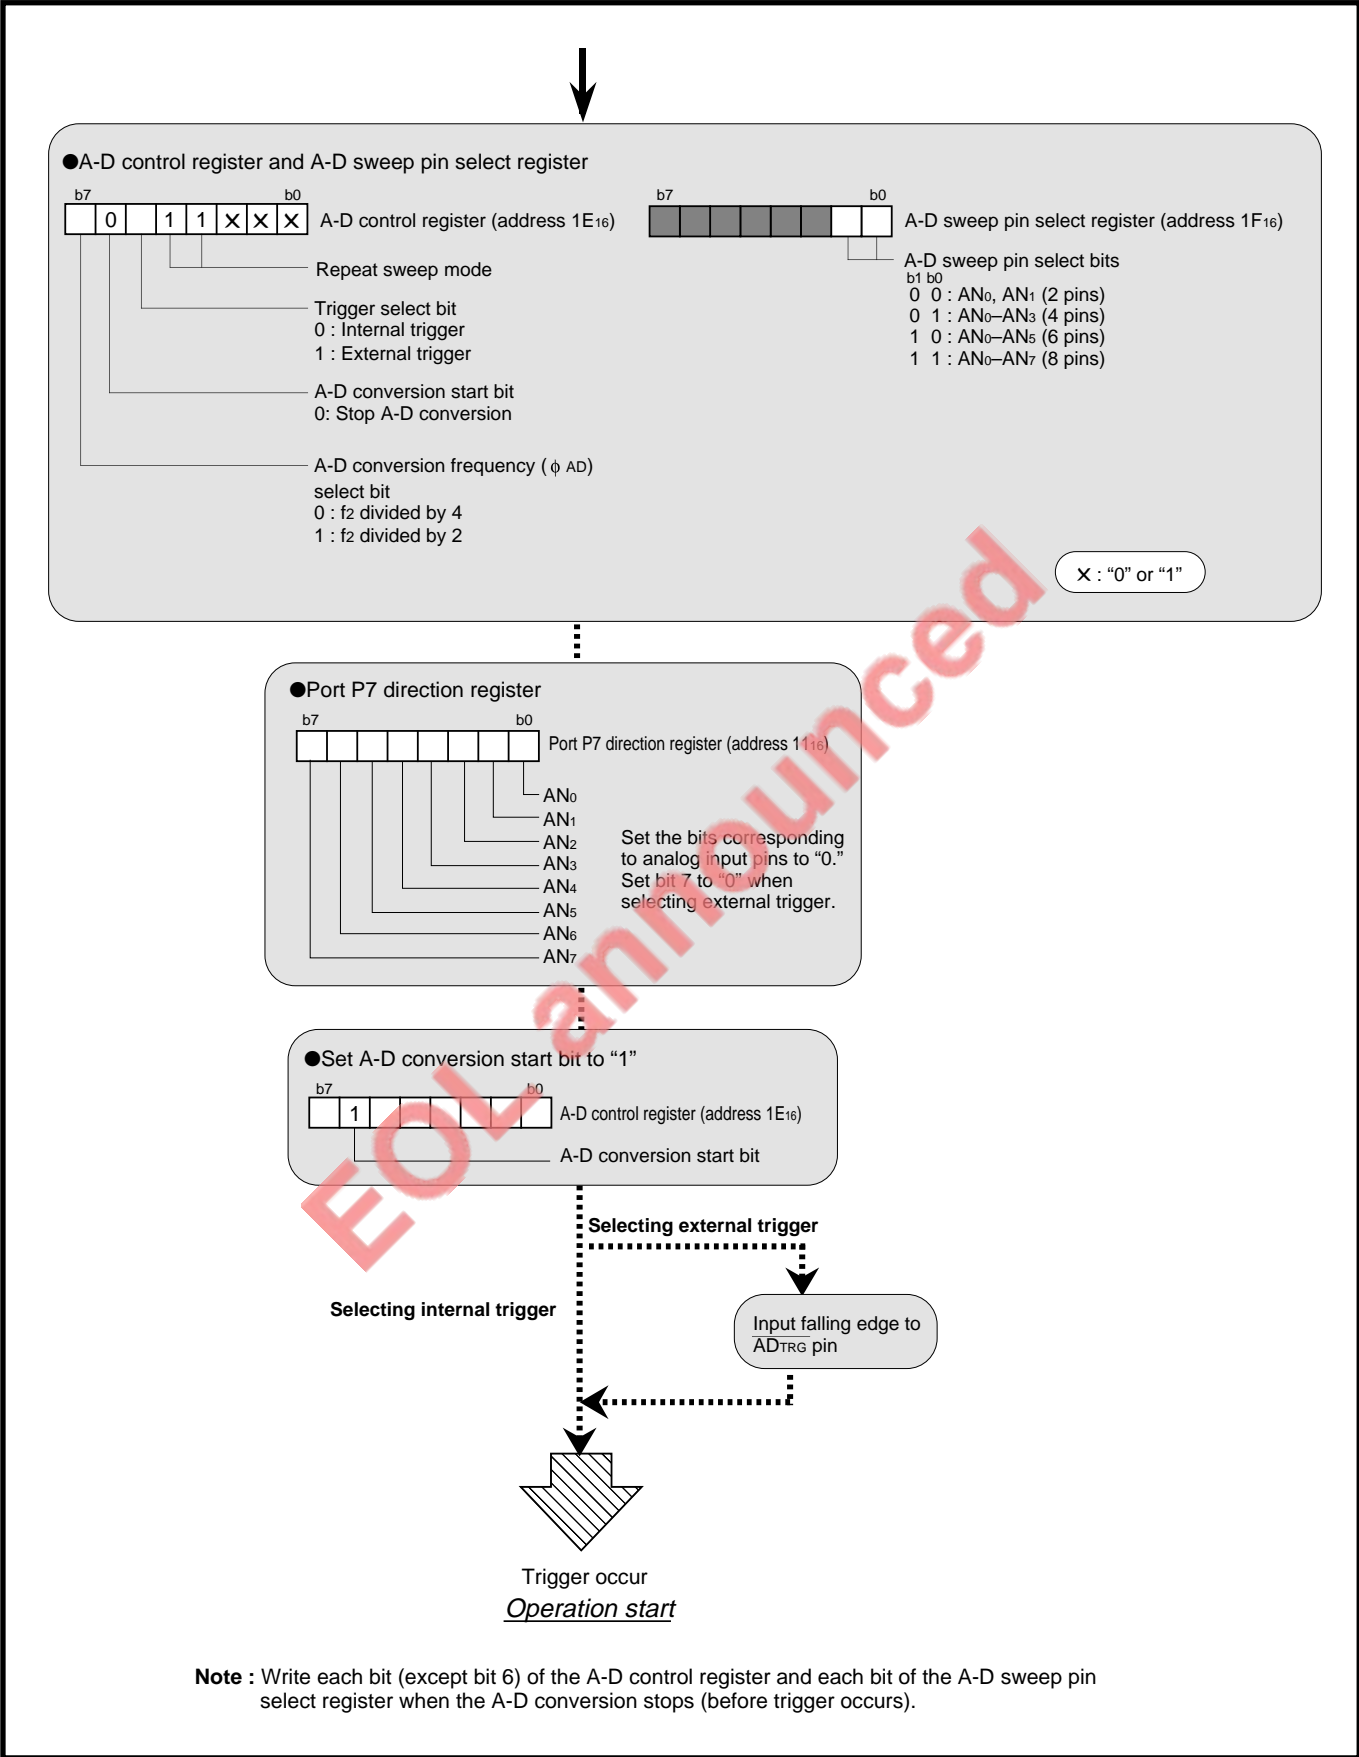 ●A-D control register and A-D sweep pin select register
b7 b0
0 1 1 × × × A-D control register (address 1E16)
Repeat sweep mode
Trigger select bit
0 : Internal trigger
1 : External trigger
A-D conversion start bit
0: Stop A-D conversion
A-D conversion frequency (ϕ AD)
select bit
0 : f2 divided by 4
1 : f2 divided by 2
b7 b0
A-D sweep pin select register (address 1F16)
A-D sweep pin select bits
b1 b0
0 0 : AN0, AN1 (2 pins)
0 1 : AN0–AN3 (4 pins)
1 0 : AN0–AN5 (6 pins)
1 1 : AN0–AN7 (8 pins)
× : “0” or “1”
●Port P7 direction register
b7 b0
Port P7 direction register (address 1116)
AN0
AN1
AN2
AN3
AN4
AN5
AN6
AN7
Set the bits corresponding
to analog input pins to “0.”
Set bit 7 to “0” when
selecting external trigger.
●Set A-D conversion start bit to “1”
b7 b0
1 A-D control register (address 1E16)
A-D conversion start bit
Selecting external trigger
Selecting internal trigger
Input falling edge to
ADTRG pin
Trigger occur
Operation start
Note : Write each bit (except bit 6) of the A-D control register and each bit of the A-D sweep pin
select register when the A-D conversion stops (before trigger occurs).
EOL announced